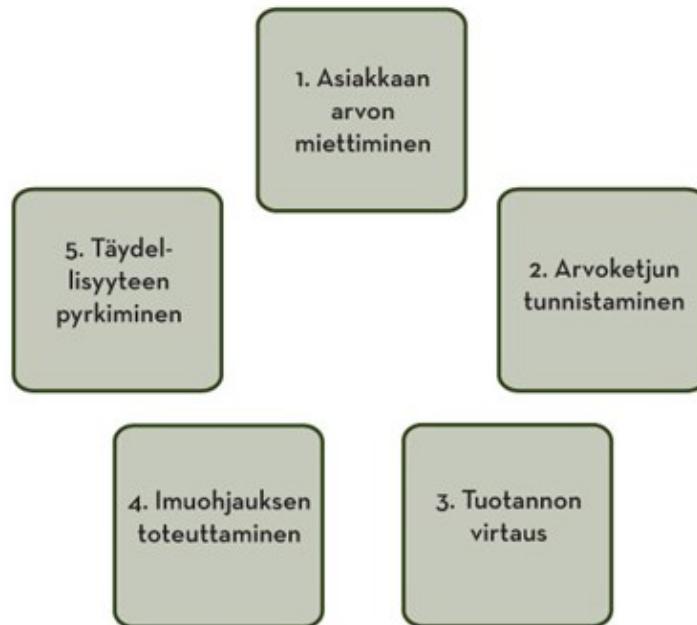 1. Asiakkaan
arvon
miettiminen
2. Arvoketjun
tunnistaminen
3. Tuotannon
virtaus
4. Imuohjauksen
toteuttaminen
5. Täydel-
lisyyteen
pyrkiminen